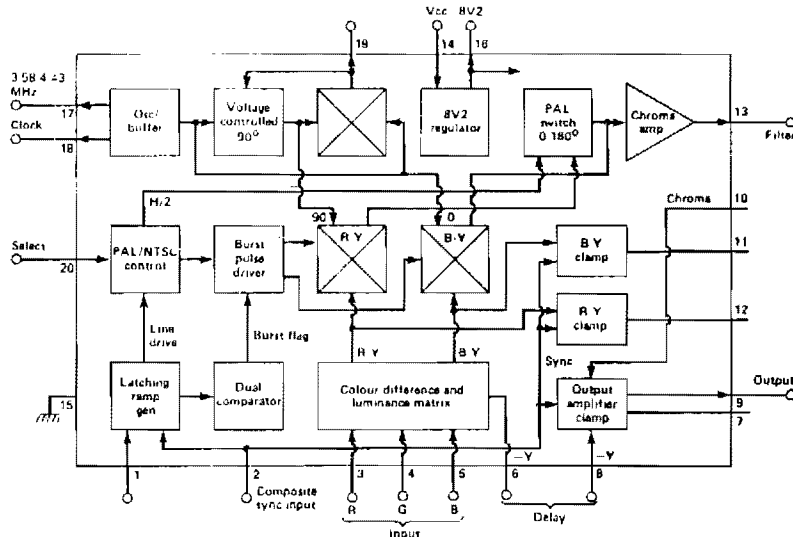 19
Vcc 8V2
14 16
3 58 4 43
MHz
17
Clock
18
Osc/
buffer
Voltage
controlled
90°
8V2
regulator
PAL
switch
0 180°
Chroma
amp
13
Filter
H/2
90
0
Chroma
10
Select
20
PAL/NTSC
control
Burst
pulse
driver
R Y
B-Y
B Y
clamp
11
R Y
clamp
12
Line
drive
Burst flag
R Y
B Y
Sync
15
Latching
ramp
gen
Dual
comparator
Colour difference and
luminance matrix
Output
amplifier
clamp
Output
9
7
1
2
3
4
5
–Y
6
–Y
8
Composite
sync input
R
G
B
Input
Delay